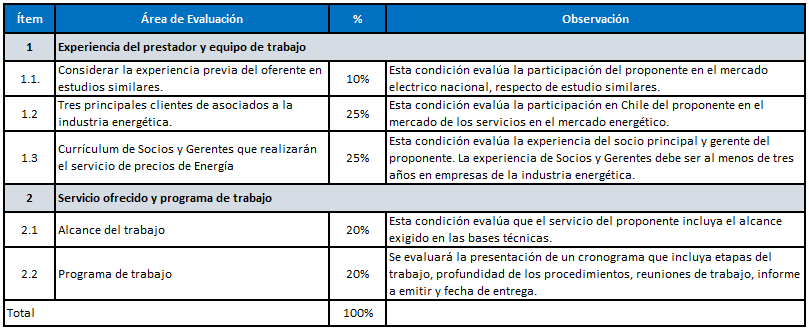 Ítem Área de Evaluación % Observación
1 Experiencia del prestador y equipo de trabajo
1.1. Considerar la experiencia previa del oferente en estudios similares. 10% Esta condición evalúa la participación del proponente en el mercado
electrico nacional, respecto de estudio similares.
1.2 Tres principales clientes de asociados a la industria energética. 25% Esta condición evalúa la participación en Chile del proponente en el
mercado de los servicios en el mercado energético.
1.3 Currículum de Socios y Gerentes que realizarán el servicio de precios de Energía 25% Esta condición evalúa la experiencia del socio principal y gerente del
proponente. La experiencia de Socios y Gerentes debe ser al menos de tres
años en empresas de la industria energética.
2 Servicio ofrecido y programa de trabajo
2.1 Alcance del trabajo 20% Esta condición evalúa que el servicio del proponente incluya el alcance
exigido en las bases técnicas.
2.2 Programa de trabajo 20% Se evaluará la presentación de un cronograma que incluya etapas del
trabajo, profundidad de los procedimientos, reuniones de trabajo, informe
a emitir y fecha de entrega.
Total 100%